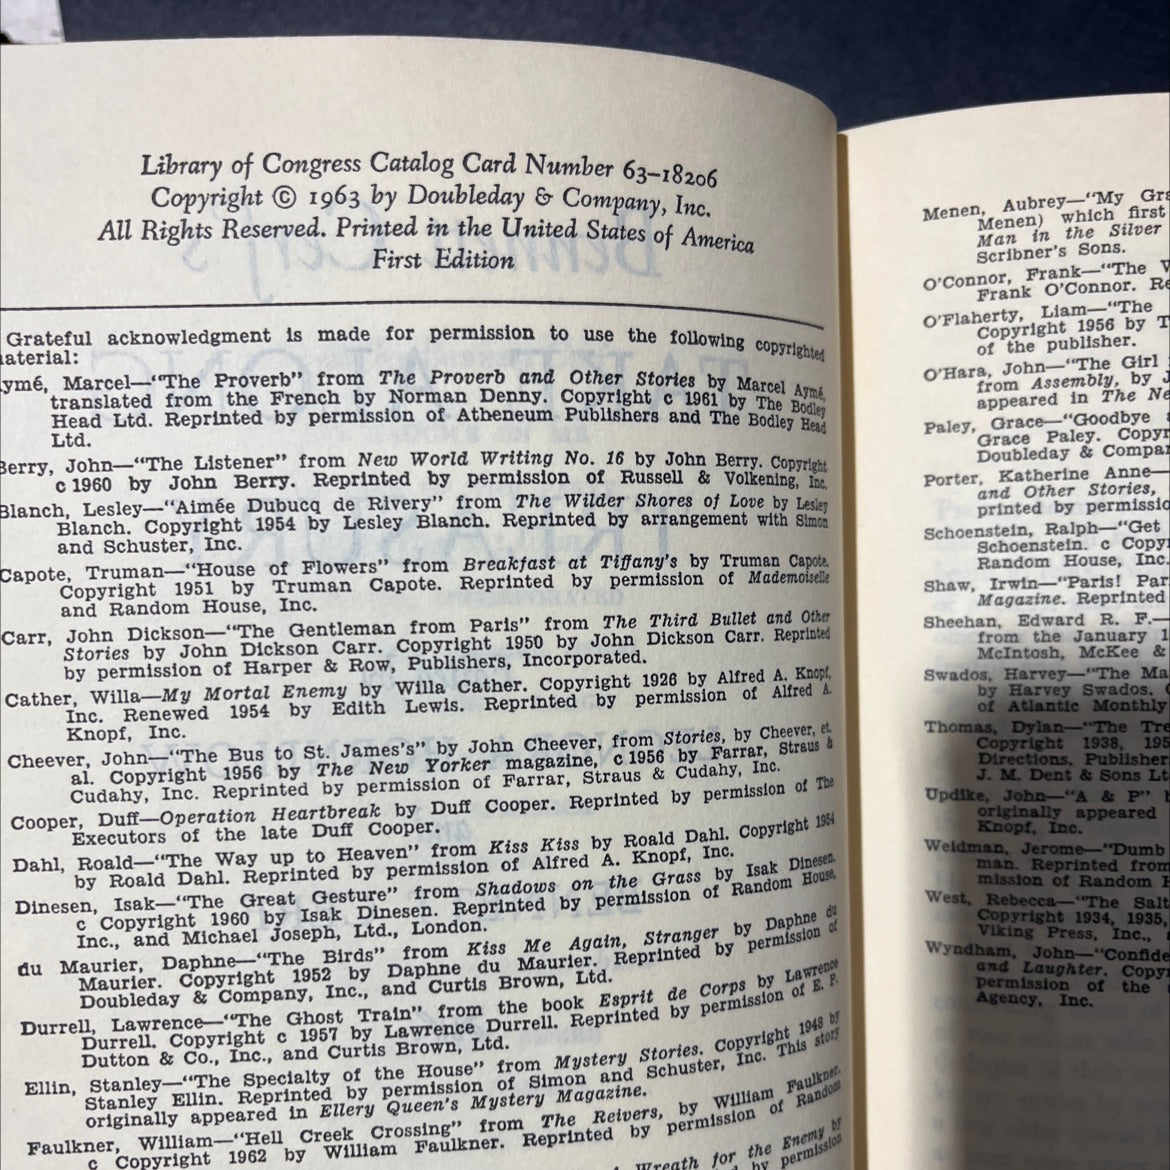 Library of Congress Catalog Card Number 63–18206
Copyright © 1963 by Doubleday & Company, Inc.
All Rights Reserved. Printed in the United States of America
First Edition
Grateful acknowledgment is made for permission to use the following copyrighted
aterial:
ymé, Marcel—“The Proverb” from The Proverb and Other Stories by Marcel Aymé,
translated from the French by Norman Denny. Copyright c 1961 by The Bodley
Head Ltd. Reprinted by permission of Atheneum Publishers and The Bodley Head
Ltd.
Berry, John—“The Listener” from New World Writing No. 16 by John Berry. Copyright
c 1960 by John Berry. Reprinted by permission of Russell & Volkening, Inc.
Blanch, Lesley—“Aimée Dubucq de Rivery” from The Wilder Shores of Love by Lesley
Blanch. Copyright 1954 by Lesley Blanch. Reprinted by arrangement with Simon
and Schuster, Inc.
Capote, Truman—“House of Flowers” from Breakfast at Tiffany's by Truman Capote.
Copyright 1951 by Truman Capote. Reprinted by permission of Mademoiselle
and Random House, Inc.
Carr, John Dickson—“The Gentleman from Paris” from The Third Bullet and Other
Stories by John Dickson Carr. Copyright 1950 by John Dickson Carr. Reprinted
by permission of Harper & Row, Publishers, Incorporated.
Cather, Willa—My Mortal Enemy by Willa Cather. Copyright 1926 by Alfred A. Knopf,
Inc. Renewed 1954 by Edith Lewis. Reprinted by permission of Alfred A.
Knopf, Inc.
Cheever, John—“The Bus to St. James's” by John Cheever, from Stories, by Cheever, et.
al. Copyright 1956 by The New Yorker magazine, c 1956 by Farrar, Straus &
Cudahy, Inc. Reprinted by permission of Farrar, Straus & Cudahy, Inc.
Cooper, Duff—Operation Heartbreak by Duff Cooper. Reprinted by permission of The
Executors of the late Duff Cooper.
Dahl, Roald—“The Way up to Heaven” from Kiss Kiss by Roald Dahl. Copyright 1954
by Roald Dahl. Reprinted by permission of Alfred A. Knopf, Inc.
Dinesen, Isak—“The Great Gesture” from Shadows on the Grass by Isak Dinesen.
c Copyright 1960 by Isak Dinesen. Reprinted by permission of Random House,
Inc., and Michael Joseph, Ltd., London.
du Maurier, Daphne—“The Birds” from Kiss Me Again, Stranger by Daphne du
Maurier. Copyright 1952 by Daphne du Maurier. Reprinted by permission of
Doubleday & Company, Inc., and Curtis Brown, Ltd.
Durrell, Lawrence—“The Ghost Train” from the book Esprit de Corps by Lawrence
Durrell. Copyright c 1957 by Lawrence Durrell. Reprinted by permission of E. P.
Dutton & Co., Inc., and Curtis Brown, Ltd.
Ellin, Stanley—“The Specialty of the House” from Mystery Stories. Copyright 1948 by
Stanley Ellin. Reprinted by permission of Simon and Schuster, Inc. This story
originally appeared in Ellery Queen's Mystery Magazine.
Faulkner, William—“Hell Creek Crossing” from The Reivers, by William Faulkner.
c Copyright 1962 by William Faulkner. Reprinted by permission of Random
Wreath for the Enemy by
by permission
Menen, Aubrey—“My Gra
Menen) which first
Man in the Silver
Scribner's Sons.
O'Connor, Frank—“The
Frank O'Connor. Re
O'Flaherty, Liam—“The
Copyright 1956 by T
of the publisher.
O'Hara, John—“The Girl
from Assembly, by J
appeared in The Ne
Paley, Grace—“Goodbye
Grace Paley. Copyr
Doubleday & Compa
Porter, Katherine Anne—
and Other Stories,
printed by permissio
Schoenstein, Ralph—“Get
Schoenstein. c Copy
Random House, Inc.
Shaw, Irwin—“Paris! Par
Magazine. Reprinted
Sheehan, Edward R. F.—
from the January 1
McIntosh, McKee &
Swados, Harvey—“The Ma
by Harvey Swados.
of Atlantic Monthly
Thomas, Dylan—“The Tre
Copyright 1938, 195
Directions, Publisher
J. M. Dent & Sons Lt
Updike, John—“A & P” b
originally appeared
Knopf, Inc.
Weidman, Jerome—“Dumb
man. Reprinted from
mission of Random H
West, Rebecca—“The Salt
Copyright 1934, 1935,
Viking Press, Inc.,
Wyndham, John—“Confide
and Laughter. Copy
permission of the
Agency, Inc.